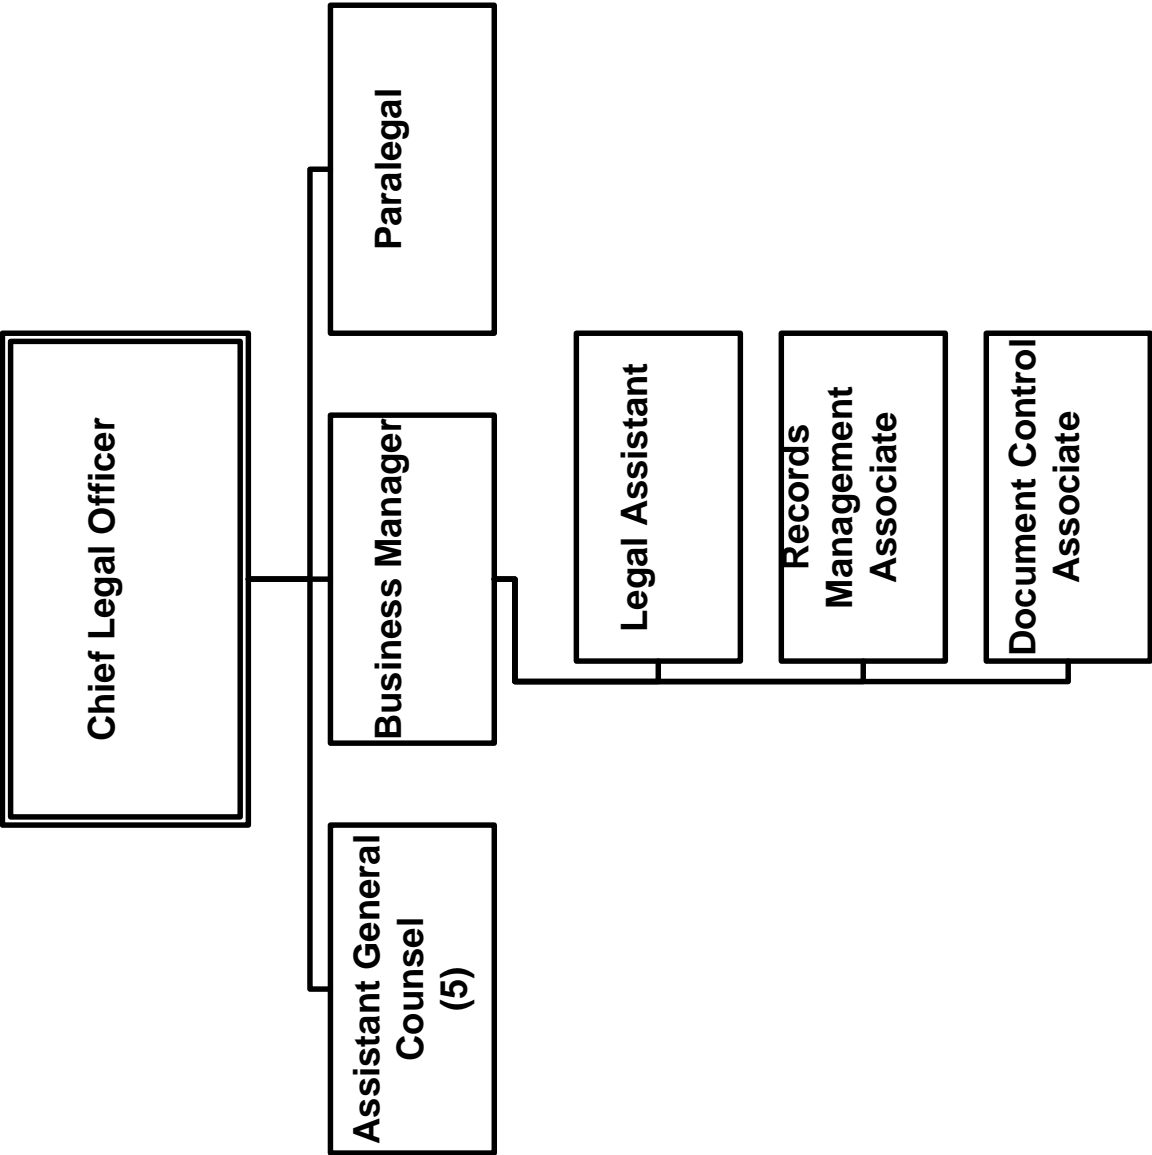 Chief Legal Officer
Assistant General
Counsel
(5)
Business Manager
Paralegal
Legal Assistant
Records
Management
Associate
Document Control
Associate